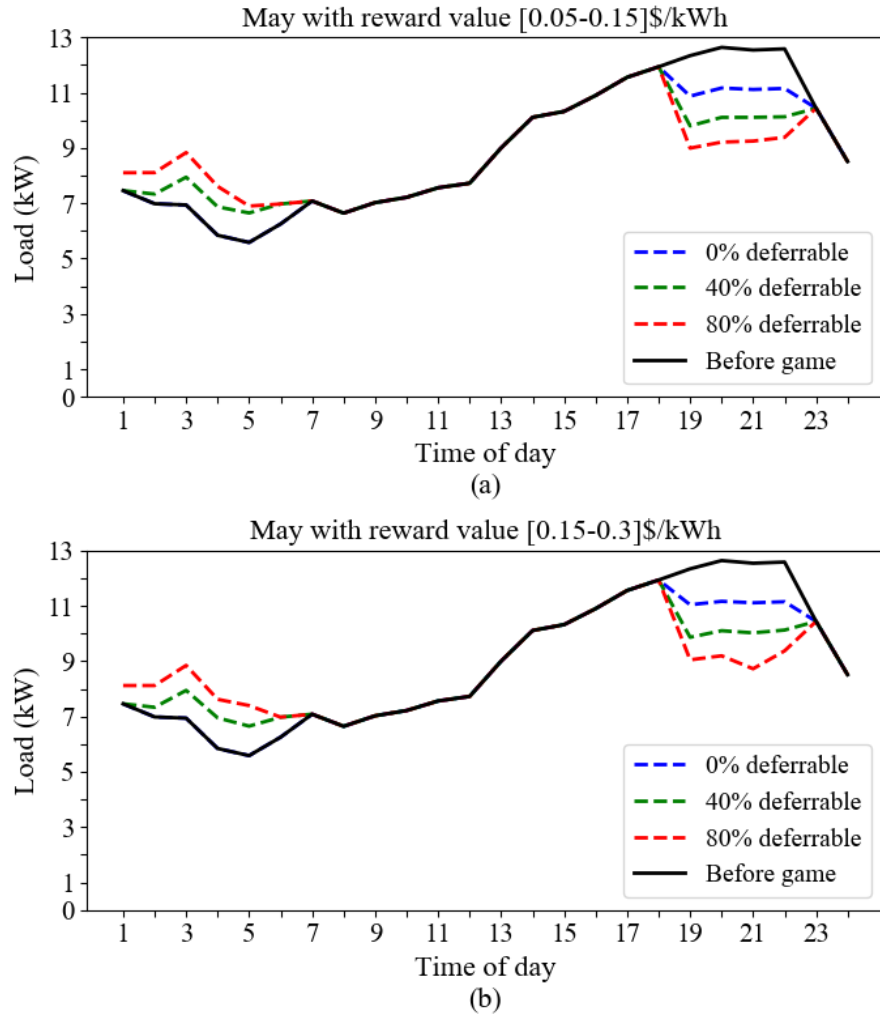 May with reward value [0.05-0.15]$/kWh
13
11
9
7
5
3
1
0
Load (kW)
0% deferrable
40% deferrable
80% deferrable
Before game
1 3 5 7 9 11 13 15 17 19 21 23
Time of day
(a)
May with reward value [0.15-0.3]$/kWh
13
11
9
7
5
3
1
0
Load (kW)
0% deferrable
40% deferrable
80% deferrable
Before game
1 3 5 7 9 11 13 15 17 19 21 23
Time of day
(b)